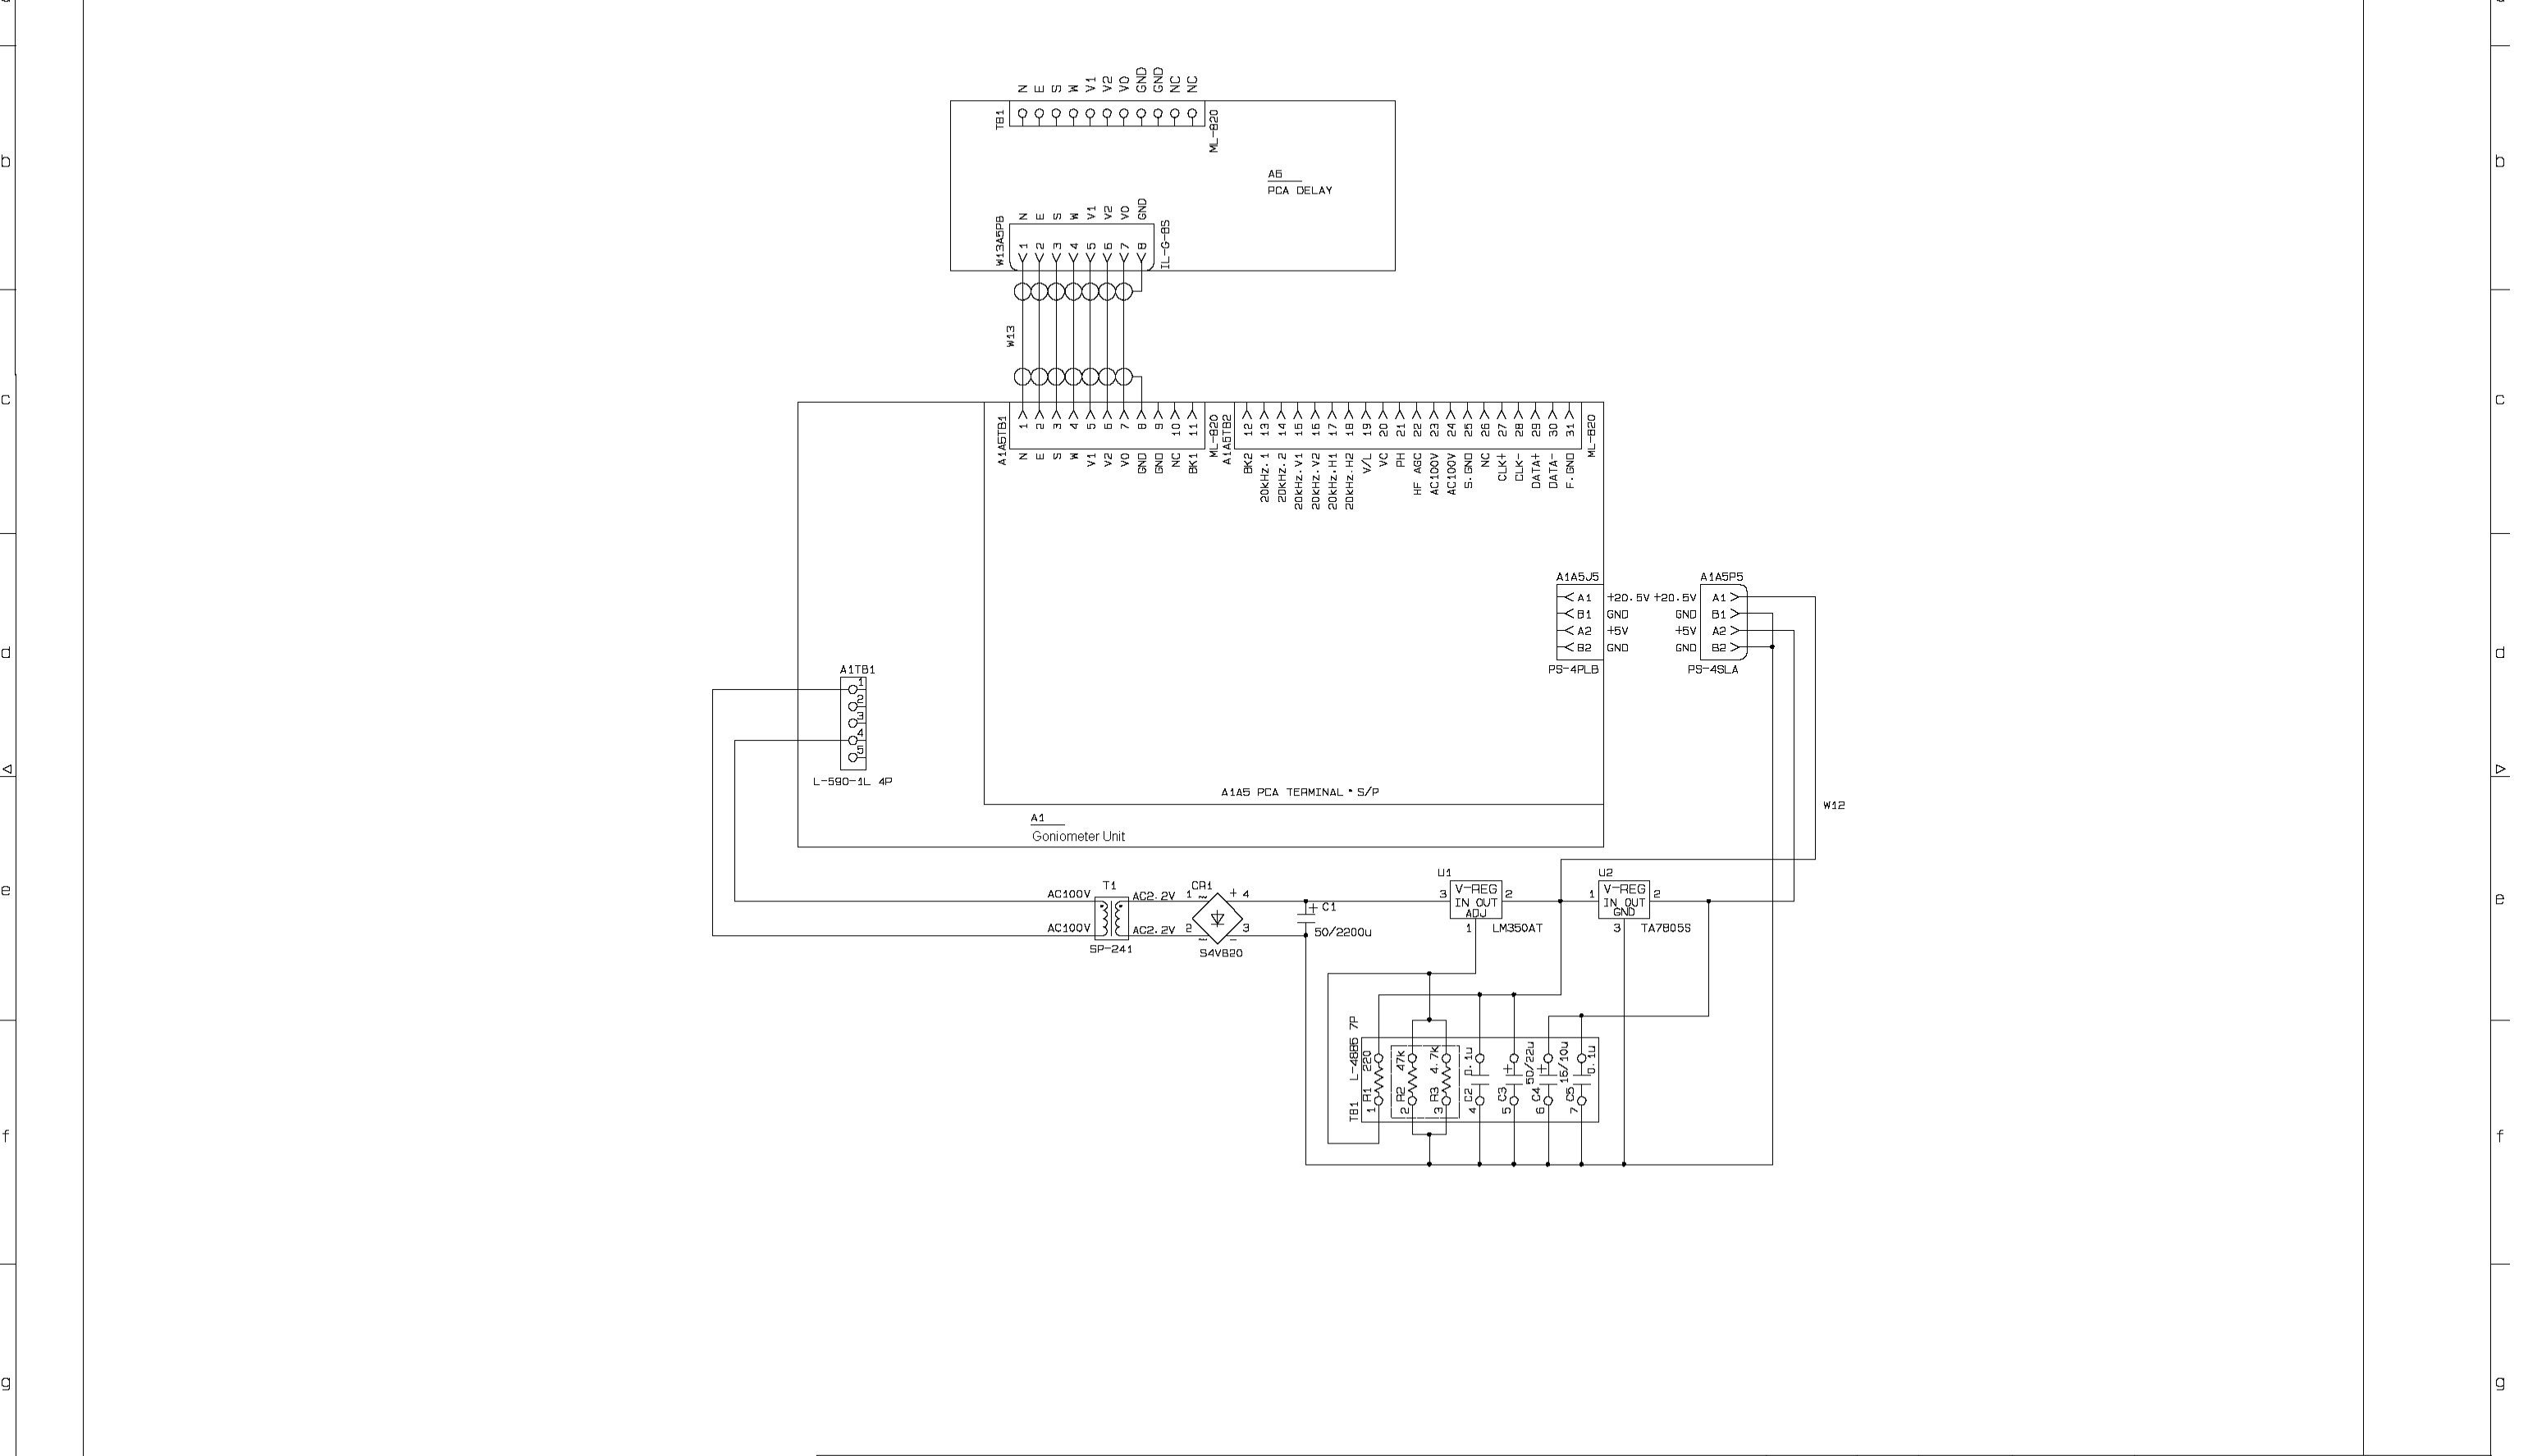 b
b
c
c
d
d
e
e
f
f
g
g
N E S W V1 V2 V0 GND GND NC NC
TB1
ML-820
A6
PCA DELAY
N E S W V1 V2 V0 GND
W13A5P8
1 2 3 4 5 6 7 8
IL-G-8S
W13
A1A5TB1
1 2 3 4 5 6 7 8 9 10 11
ML-820
N E S W V1 V2 V0 GND GND NC BK1
A1A5TB2
12 13 14 15 16 17 18 19 20 21 22 23 24 25 26 27 28 29 30 31
ML-820
BK2 20kHz.1 20kHz.2 20kHz.V1 20kHz.V2 20kHz.H1 20kHz.H2 V/L VC PH HF AGC AC100V AC100V S.GND NC CLK+ CLK- DATA+ DATA- F.GND
A1A5J5
A1 +20.5V
B1 GND
A2 +5V
B2 GND
PS-4PLB
A1A5P5
+20.5V A1
GND B1
+5V A2
GND B2
PS-4SLA
A1TB1
1
2
3
4
5
L-590-1L 4P
A1A5 PCA TERMINAL • S/P
A1
Goniometer Unit
W12
AC100V
AC100V
T1
SP-241
AC2.2V
AC2.2V
CR1
1 ~ + 4
2 ~ - 3
S4VB20
+ C1
50/2200u
U1
3 V-REG 2
IN OUT
ADJ
1 LM350AT
U2
1 V-REG 2
IN OUT
GND
3 TA7805S
TB1 L-4886 7P
1 R1 220
2 R2 47k
3 R3 4.7k
4 C2 0.1u
5 C3 + 50/22u
6 C4 + 16/10u
7 C5 0.1u